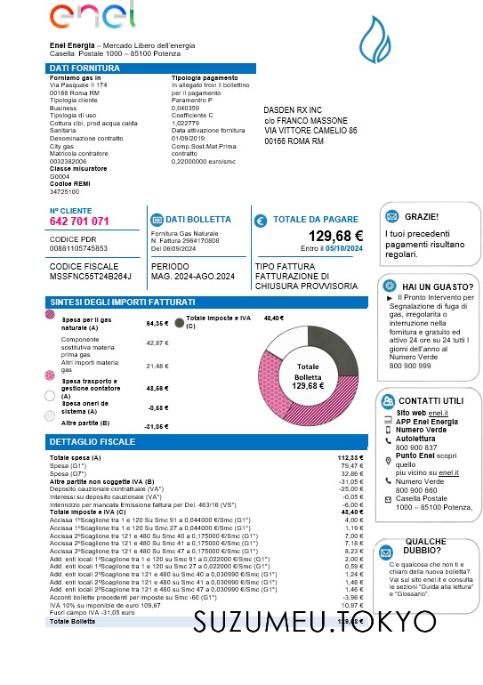 enel
Enel Energia – Mercado Libero dell'energia
Casella Postale 1000 – 85100 Potenza
DATI FORNITURA
Forniamo gas in
Via Pasquale II 174
00168 Roma RM
Tipologia cliente
Business
Tipologia di uso
Cottura cibi, prod acqua calda
Sanitaria
Denominazione contratto
City gas
Matricola contratore
0032382006
Classe misuratore
G0004
Codice REMI
34725100
Tipologia pagamento
In allegato trovi il bollettino
per il pagamento
Paramentro P
0,040359
Coefficiente C
1,022779
Data attivazione fornitura
01/09/2019
Comp.Sost.Mat.Prima
contratto
0,22000000 euro/smc
DASDEN RX INC
c/o FRANCO MASSONE
VIA VITTORE CAMELIO 86
00166 ROMA RM
N° CLIENTE
642 701 071
CODICE PDR
00881105745853
CODICE FISCALE
MSSFNC55T24B264J
DATI BOLLETTA
Fornitura Gas Naturale
N. Fattura 2984170808
Del 06/09/2024
PERIODO
MAG. 2024-AGO.2024
€ TOTALE DA PAGARE
129,68 €
Entro il 05/10/2024
TIPO FATTURA
FATTURAZIONE DI
CHIUSURA PROVVISORIA
GRAZIE!
I tuoi precedenti
pagamenti risultano
regolari.
SINTESI DEGLI IMPORTI FATTURATI
Spesa per il gas
naturale (A)
64,35 €
Componente
sostitutiva materia
prima gas
42,87 €
Altri importi materia
gas
21,48 €
Spesa trasporto e
gestione contatore
(A)
48,56 €
Spesa oneri de
sistema (A)
-0,58 €
Altre partite (B)
-31,05 €
Totale imposte e IVA
(C)
48,40 €
Totale
Bolletta
129,68 €
HAI UN GUASTO?
► Il Pronto Intervento per
Segnalazione di fuga di
gas, irregolarita o
interruzione nella
fornitura e gratuito ed
attivo 24 ore su 24 tutti I
giorni dell'anno al
Numero Verde
800 900 999
CONTATTI UTILI
Sito web enel.it
APP Enel Energia
Numero Verde
Autolettura
800 900 837
Punto Enel scopri
quello
piu vicino su enel.it
Numero Verde
800 900 860
Casella Postale
1000 – 85100 Potenza,
DETTAGLIO FISCALE
Totale spesa (A) 112,33 €
Spesa (G1*) 79,47 €
Spesa (G7*) 32,86 €
Altre partite non soggette IVA (B) -31,05 €
Deposito cauzionale contrattuale (VA*) -25,00 €
Interessi su deposito cauzionale (VA*) -0,05 €
Intennizzo per mancata Emissione fattura per Del. 463/16 (VS*) -6,00 €
Totale imposte e IVA (C) 48,40 €
Accissa 1°Scaglione tra 1 e 120 Su Smc 91 a 0,044000 €/Smc (G1*) 4,00 €
Accissa 1°Scaglione tra 1 e 120 Su Smc 27 a 0,044000 €/Smc (G1*) 1,19 €
Accissa 2°Scaglione tra 121 e 480 Su Smc 40 a 0,175000 €/Smc (G1*) 7,00 €
Accissa 2°Scaglione tra 121 e 480 Su Smc 41 a 0,175000 €/Smc (G1*) 7,18 €
Accissa 2°Scaglione tra 121 e 480 Su Smc 47 a 0,175000 €/Smc (G1*) 8,23 €
Add. enti locali 1°Scaglione tra 1 e 120 su Smc 91 a 0,022000 €/Smc (G1*) 2,00 €
Add. enti locali 1°Scaglione tra 1 e 120 su Smc 27 a 0,022000 €/Smc (G1*) 0,59 €
Add. enti locali 2°Scaglione tra 121 e 480 su Smc 40 a 0,030990 €/Smc (G1*) 1,24 €
Add. enti locali 2°Scaglione tra 121 e 480 su Smc 41 a 0,030990 €/Smc (G1*) 1,46 €
Add. enti locali 2°Scaglione tra 121 e 480 su Smc 47 a 0,030990 €/Smc (G1*) 1,46 €
Acconti bollette precedenti per imposte su Smc -60 (G1*) -3,96 €
IVA 10% su imponibile de euro 109,67 10,97 €
Fuori campo IVA -31,05 euro
Totale Bolletta
QUALCHE
DUBBIO?
C'e qualcosa che non ti e
chiaro della nuova bolletta?
Vai sul sito enel.it e consulta
le sezioni "Guida alla lettura"
e "Glossario".
SUZUMEU.TOKYO